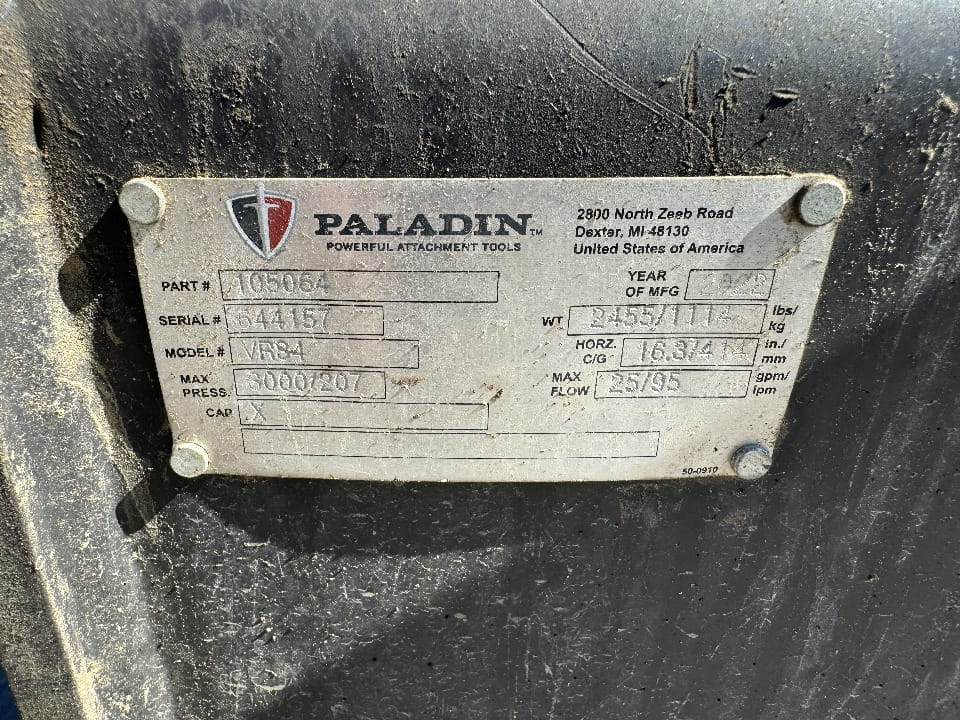 PALADIN™
POWERFUL ATTACHMENT TOOLS
2800 North Zeeb Road
Dexter, MI 48130
United States of America
PART # 105064
YEAR OF MFG
SERIAL # 644157
WT 2455/1114 lbs/kg
MODEL # VR84
HORZ. C/G 16.3/414 in./mm
MAX PRESS. 3000/207
MAX FLOW 25/95 gpm/lpm
CAP X
50-0910